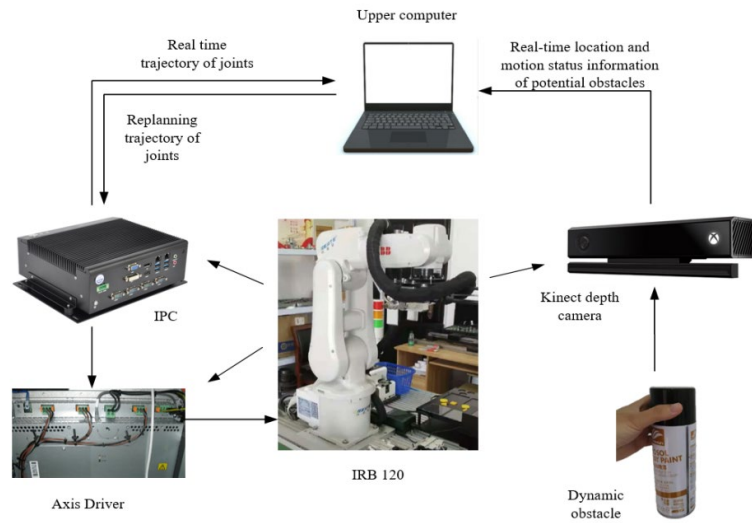 Upper computer
Real time
trajectory of joints
Real-time location and
motion status information
of potential obstacles
Replanning
trajectory of
joints
IPC
ABB
Kinect depth
camera
Axis Driver
IRB 120
Dynamic
obstacle